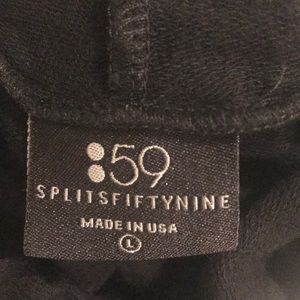 :59
SPLITSFIFTYNINE
MADE IN USA
L